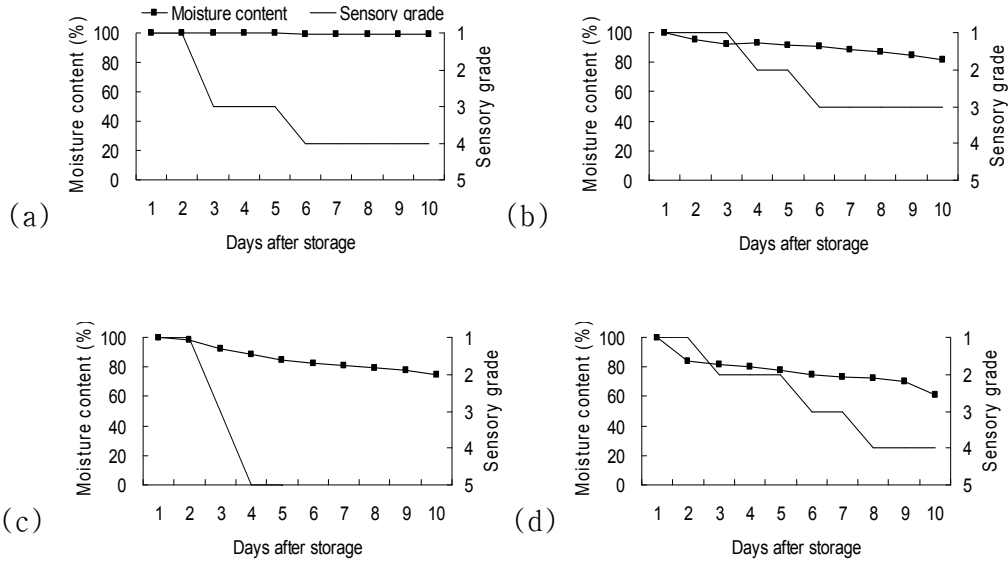 Moisture content Sensory grade
(a)
Moisture content (%)
100
80
60
40
20
0
1
2
3
4
5
Sensory grade
1 2 3 4 5 6 7 8 9 10
Days after storage
(b)
Moisture content (%)
100
80
60
40
20
0
1
2
3
4
5
Sensory grade
1 2 3 4 5 6 7 8 9 10
Days after storage
(c)
Moisture content (%)
100
80
60
40
20
0
1
2
3
4
5
Sensory grade
1 2 3 4 5 6 7 8 9 10
Days after storage
(d)
Moisture content (%)
100
80
60
40
20
0
1
2
3
4
5
Sensory grade
1 2 3 4 5 6 7 8 9 10
Days after storage